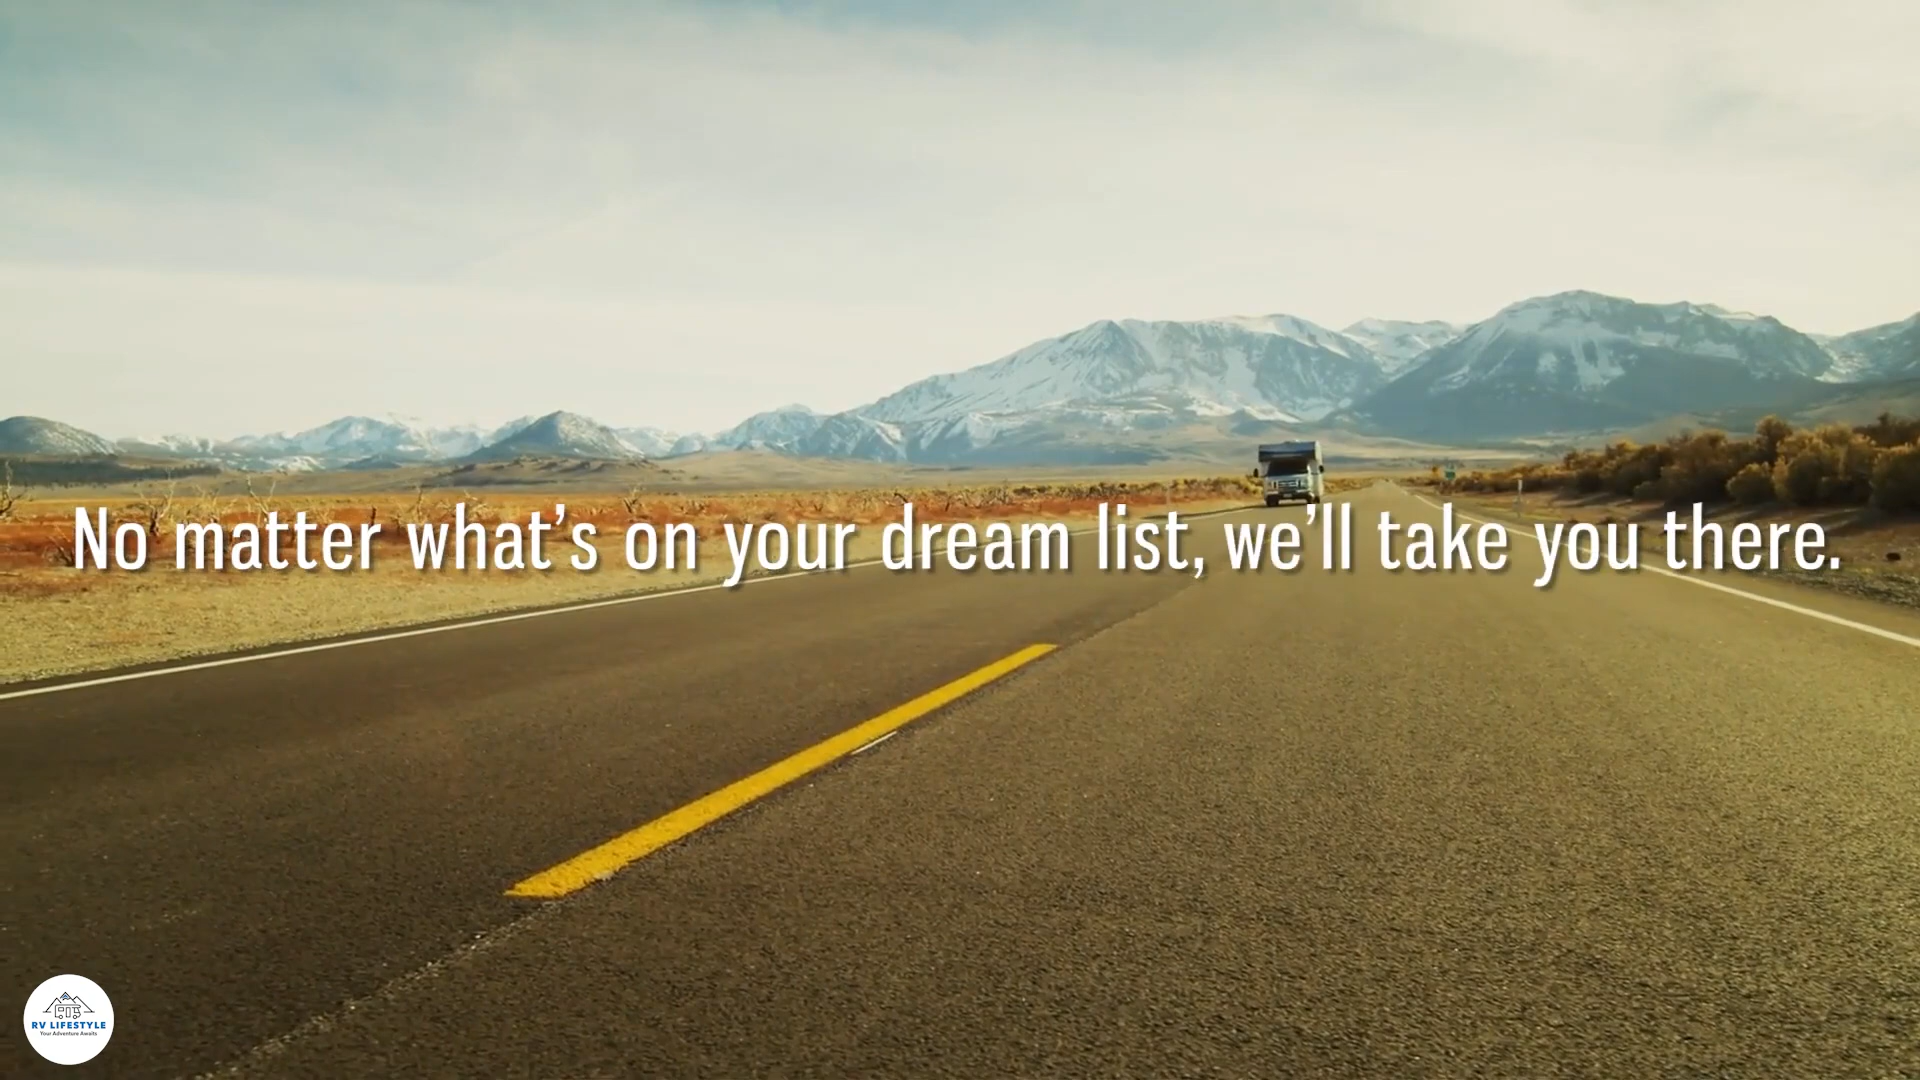 No matter what’s on your dream list, we’ll take you there.
RV LIFESTYLE
Your Adventure Awaits